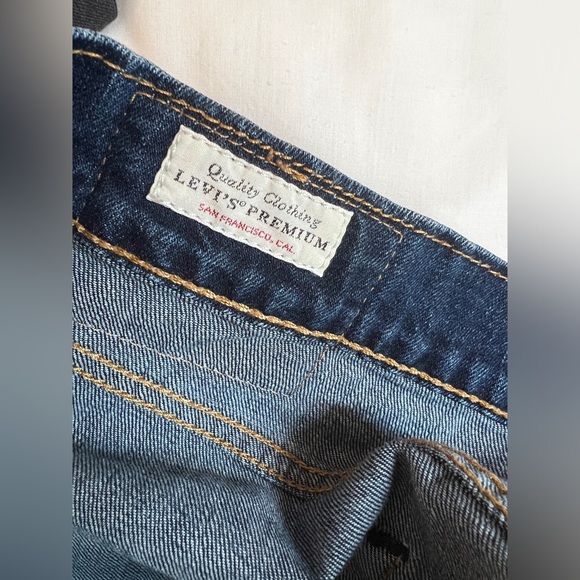 Quality Clothing
LEVI'S® PREMIUM
SAN FRANCISCO, CAL